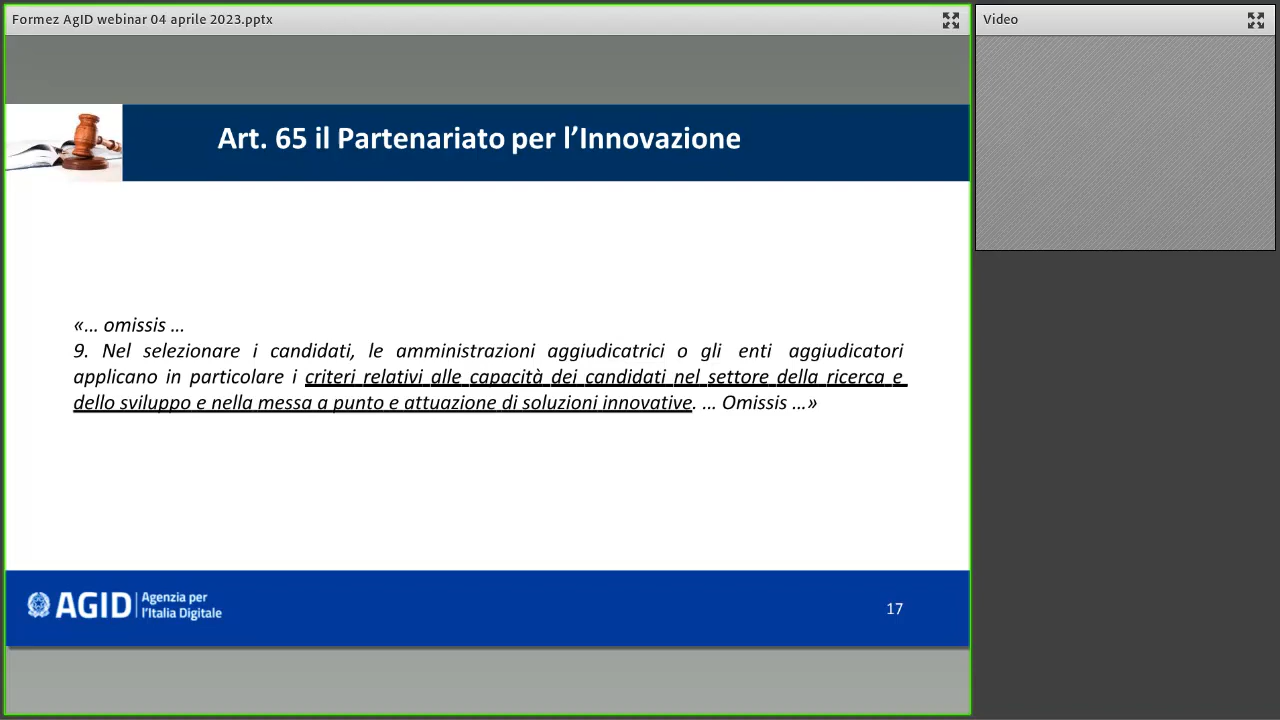 Formez AgID webinar 04 aprile 2023.pptx
Video
Art. 65 il Partenariato per l’Innovazione
«… omissis …
9. Nel selezionare i candidati, le amministrazioni aggiudicatrici o gli enti aggiudicatori
applicano in particolare i criteri relativi alle capacità dei candidati nel settore della ricerca e
dello sviluppo e nella messa a punto e attuazione di soluzioni innovative. … Omissis …»
AGID
Agenzia per
l’Italia Digitale
17